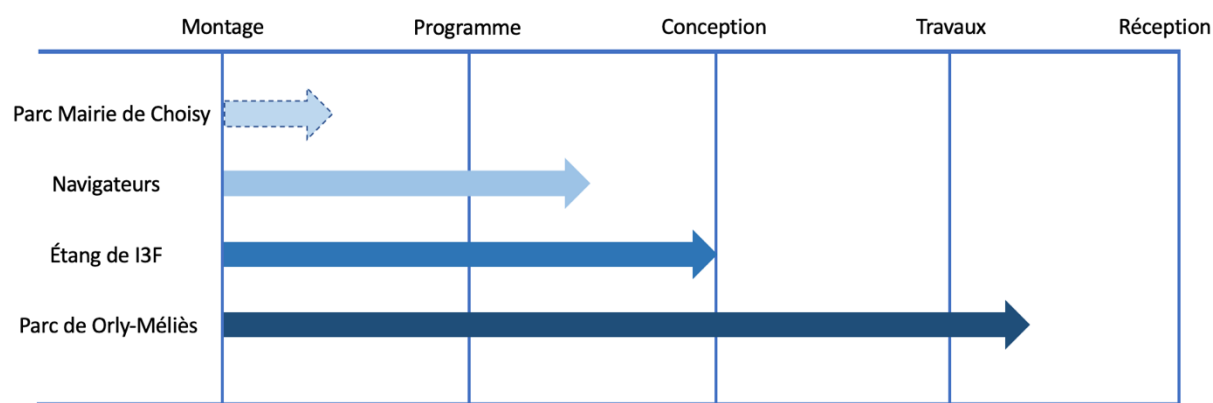 Montage Programme Conception Travaux Réception
Parc Mairie de Choisy
Navigateurs
Étang de I3F
Parc de Orly-Méliès